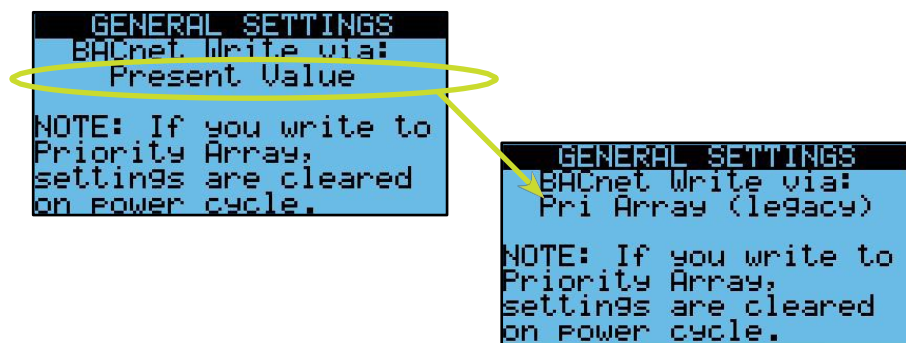 GENERAL SETTINGS
BACnet Write via:
Present Value
NOTE: If you write to
Priority Array,
settings are cleared
on power cycle.
GENERAL SETTINGS
BACnet Write via:
Pri Array (legacy)
NOTE: If you write to
Priority Array,
settings are cleared
on power cycle.